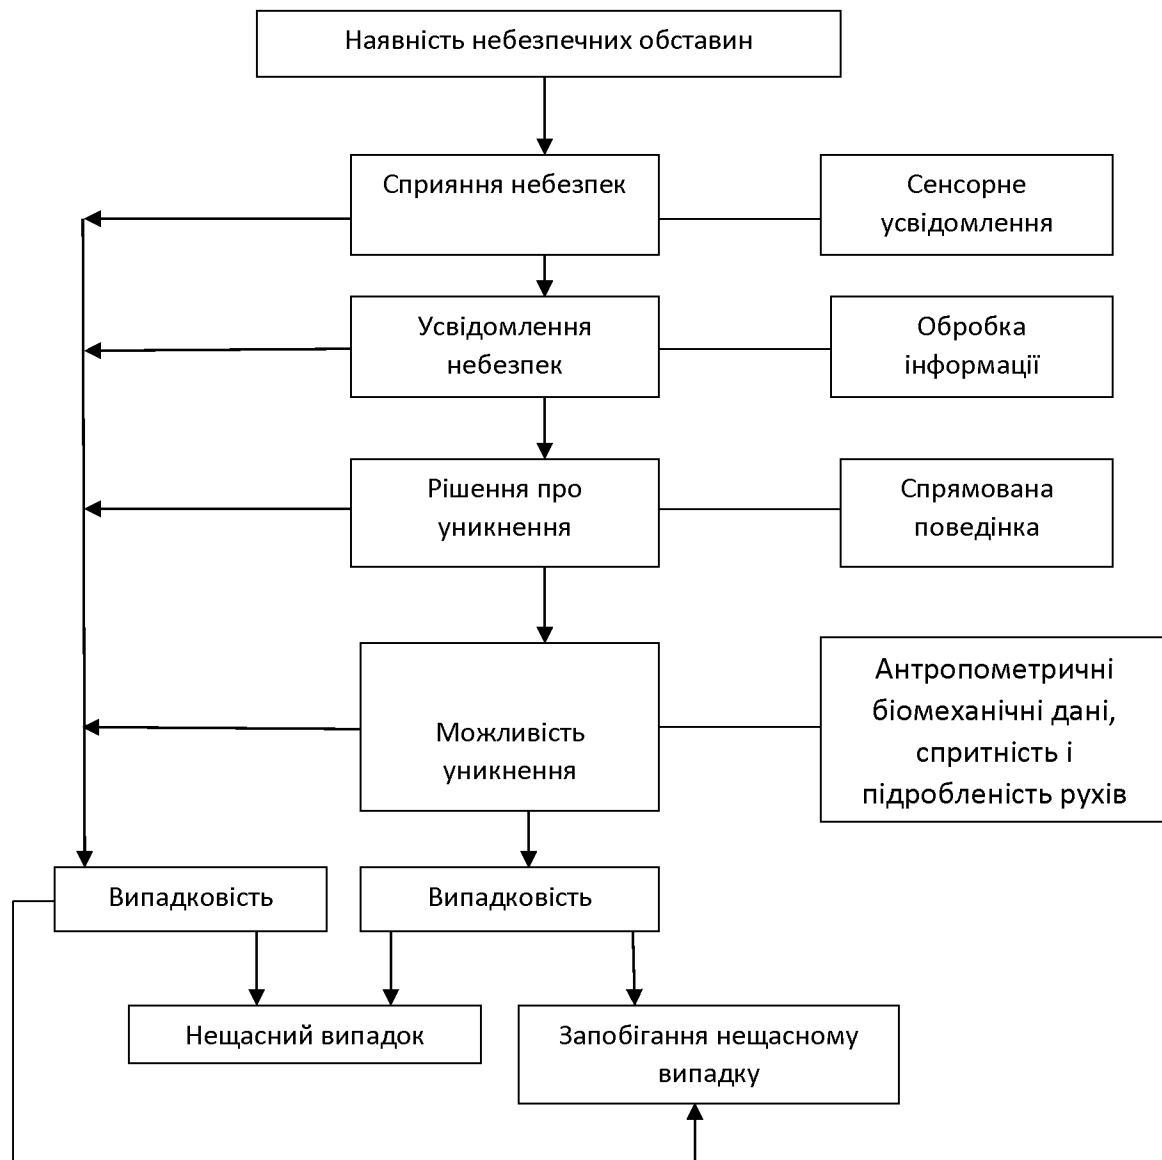 Наявність небезпечних обставин
Сприяння небезпек
Сенсорне
усвідомлення
Усвідомлення
небезпек
Обробка
інформації
Рішення про
уникнення
Спрямована
поведінка
Можливість
уникнення
Антропометричні
біомеханічні дані,
спритність і
підробленість рухів
Випадковість
Випадковість
Нещасний випадок
Запобігання нещасному
випадку